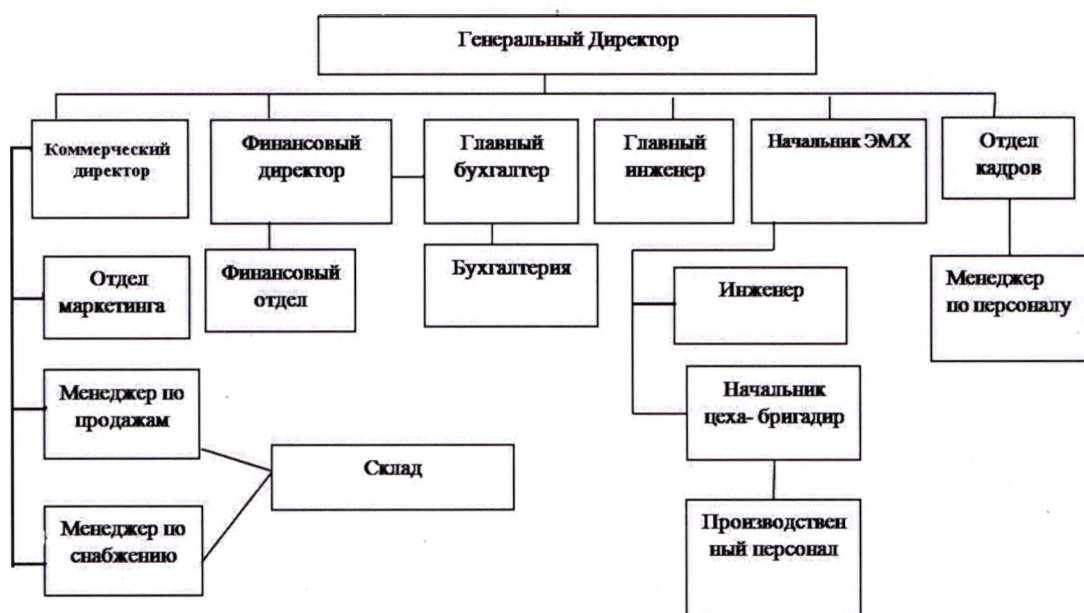 Генеральный Директор
Коммерческий
директор
Финансовый
директор
Главный
бухгалтер
Главный
инженер
Начальник ЭМХ
Отдел
кадров
Отдел
маркетинга
Финансовый
отдел
Бухгалтерия
Инженер
Менеджер
по персоналу
Менеджер по
продажам
Начальник
цеха- бригадир
Склад
Менеджер по
снабжению
Производствен
ный персонал